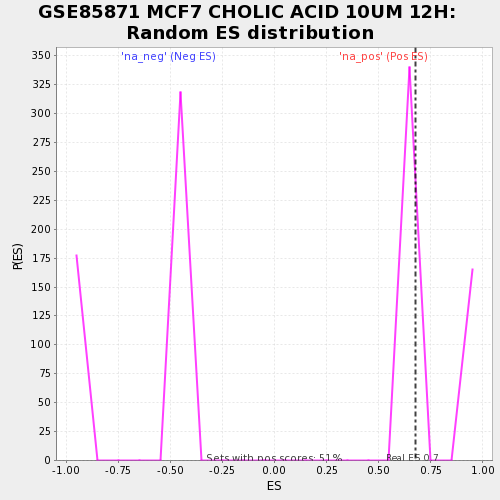 GSE85871 MCF7 CHOLIC ACID 10UM 12H:
Random ES distribution
'na_neg' (Neg ES) 'na_pos' (Pos ES)
350
325
300
275
250
225
200
175
150
125
100
75
50
25
0
P(ES)
Sets with pos scores: 51% Real ES 0.7
-1.00 -0.75 -0.50 -0.25 0.00 0.25 0.50 0.75 1.00
ES